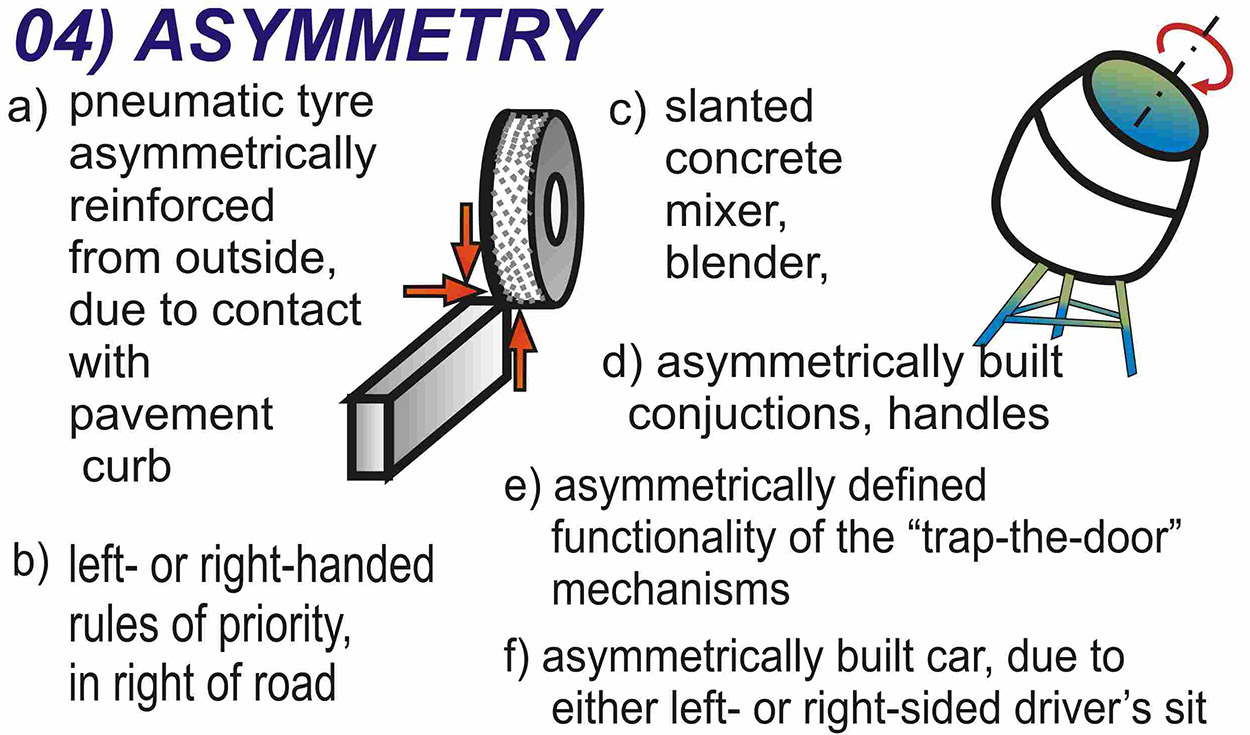 04) ASYMMETRY
a) pneumatic tyre
asymmetrically
reinforced
from outside,
due to contact
with
pavement
curb
b) left- or right-handed
rules of priority,
in right of road
c) slanted
concrete
mixer,
blender,
d) asymmetrically built
conjuctions, handles
e) asymmetrically defined
functionality of the “trap-the-door”
mechanisms
f) asymmetrically built car, due to
either left- or right-sided driver’s sit